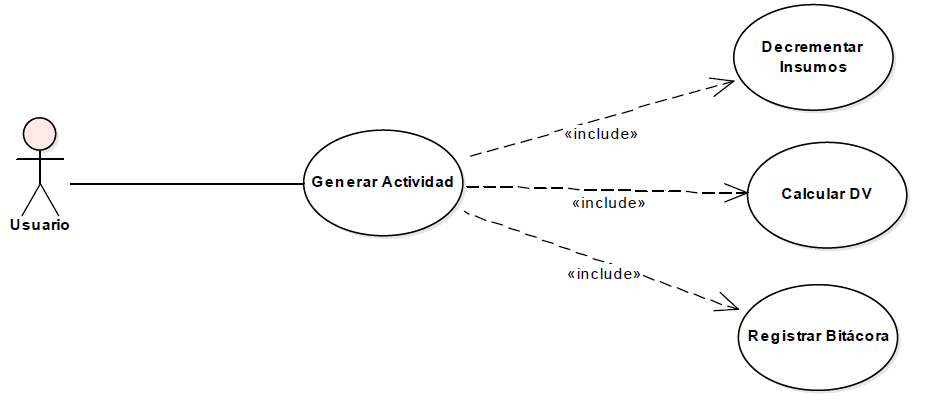 Decrementar
Insumos
«include»
Generar Actividad
Calcular DV
«include»
Usuario
«include»
Registrar Bitácora